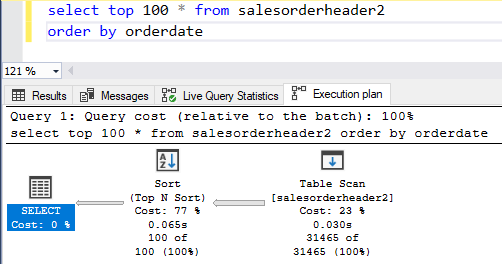 select top 100 * from salesorderheader2
order by orderdate
121 %
Results Messages Live Query Statistics Execution plan
Query 1: Query cost (relative to the batch): 100%
select top 100 * from salesorderheader2 order by orderdate
SELECT
Cost: 0 %
Sort
(Top N Sort)
Cost: 77 %
0.065s
100 of
100 (100%)
Table Scan
[salesorderheader2]
Cost: 23 %
0.030s
31465 of
31465 (100%)